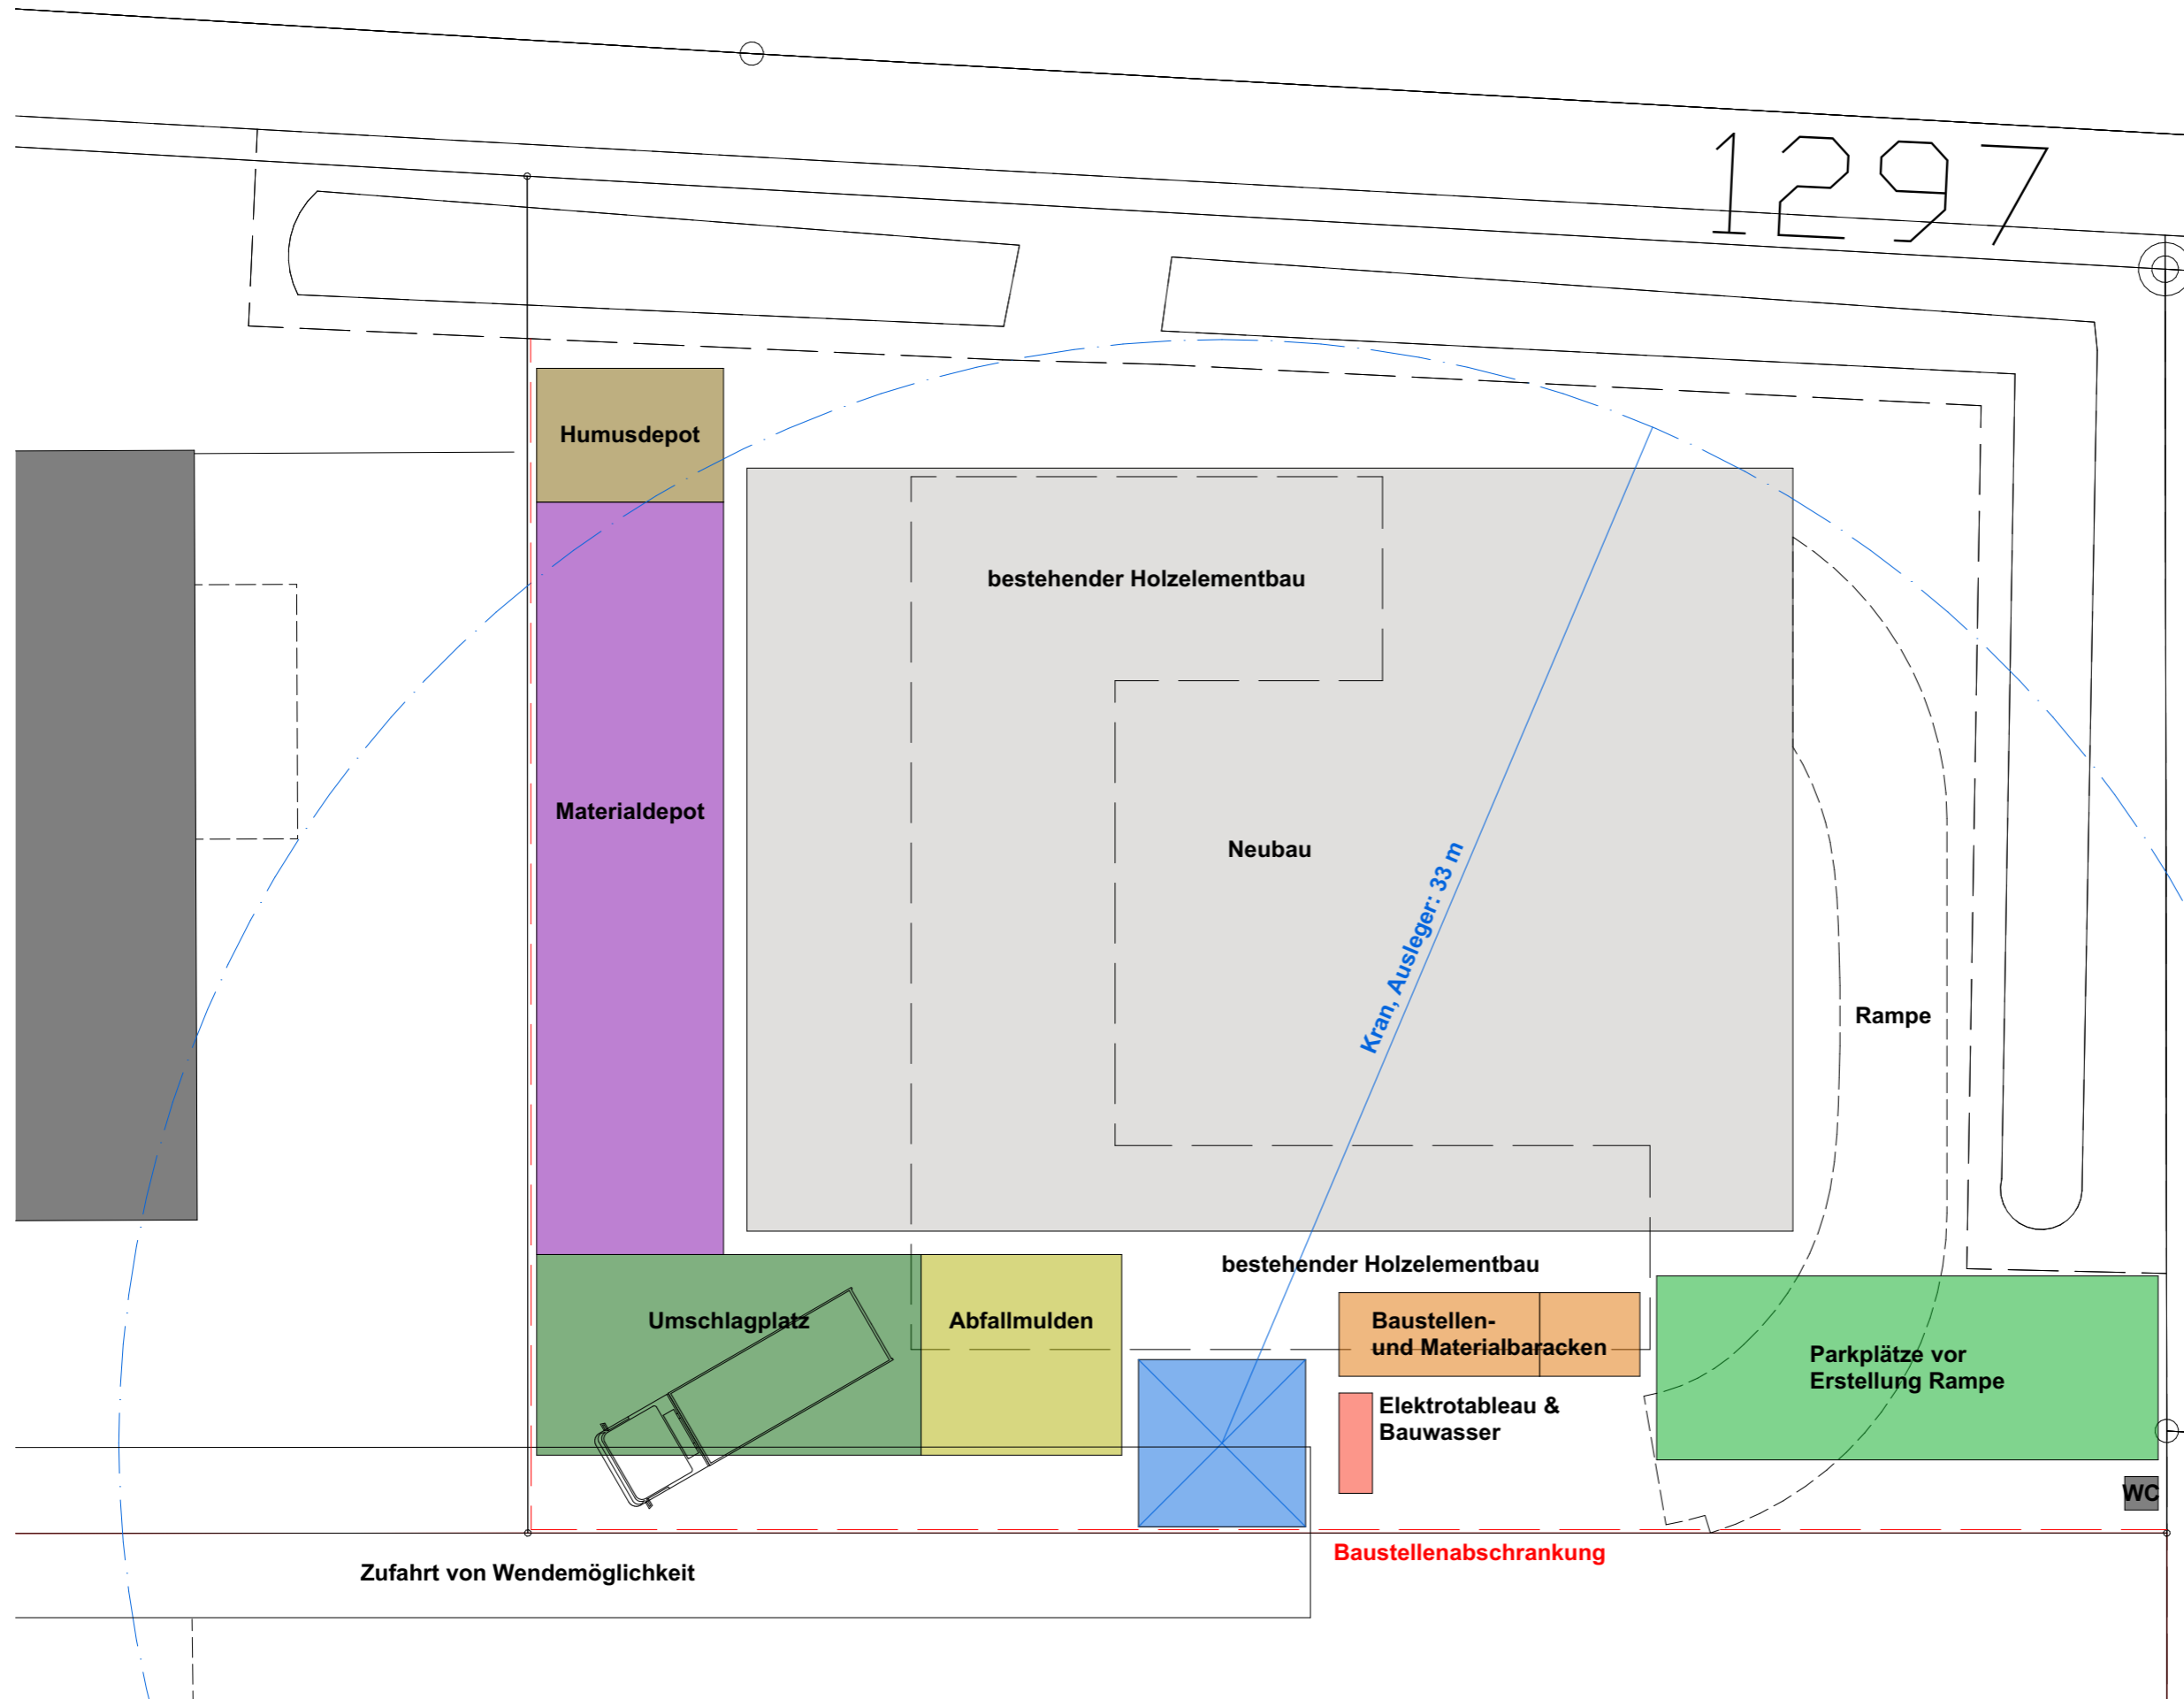 1297
Humusdepot
bestehender Holzelementbau
Materialdepot
Neubau
Kran, Ausleger: 33 m
Rampe
bestehender Holzelementbau
Umschlagplatz
Abfallmulden
Baustellen-
und Materialbaracken
Parkplätze vor
Erstellung Rampe
Elektrotableau &
Bauwasser
WC
Baustellenabschrankung
Zufahrt von Wendemöglichkeit